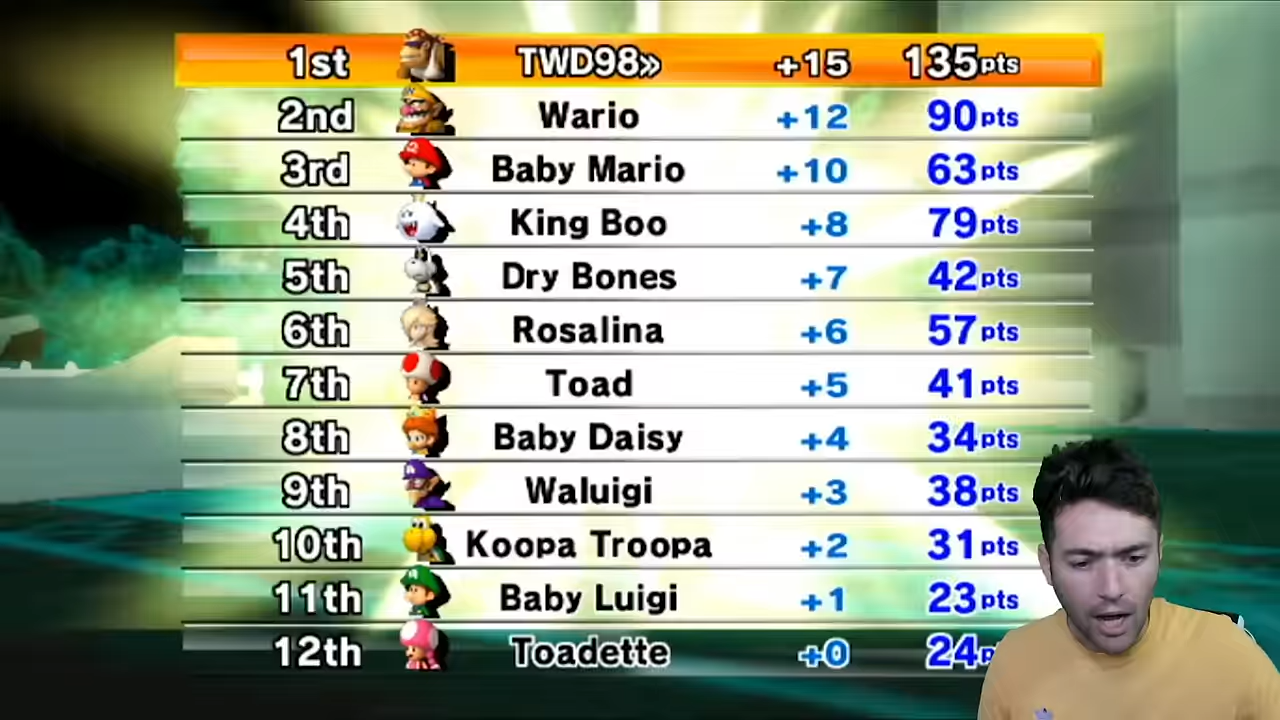 1st TWD98» +15 135pts
2nd Wario +12 90pts
3rd Baby Mario +10 63pts
4th King Boo +8 79pts
5th Dry Bones +7 42pts
6th Rosalina +6 57pts
7th Toad +5 41pts
8th Baby Daisy +4 34pts
9th Waluigi +3 38pts
10th Koopa Troopa +2 31pts
11th Baby Luigi +1 23pts
12th Toadette +0 24p